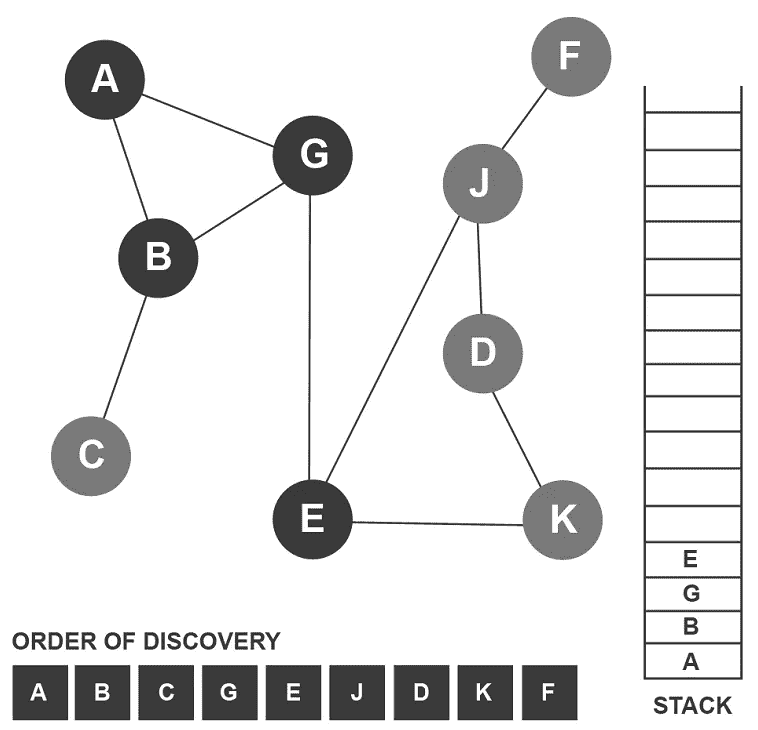 A
F
G
J
B
D
C
E
K
E
G
B
A
STACK
ORDER OF DISCOVERY
A B C G E J D K F